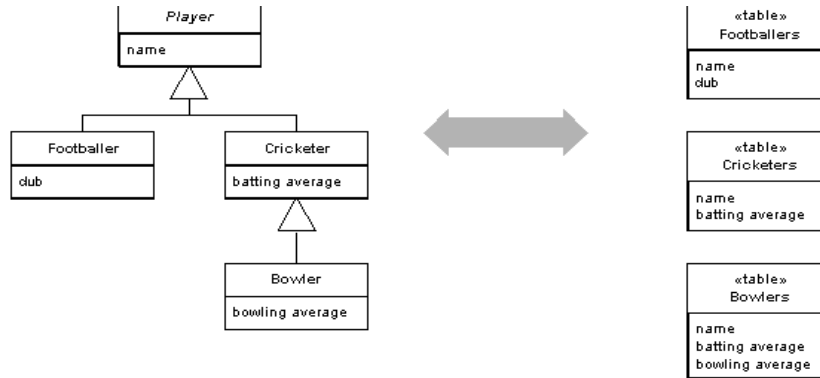 Player
name
Footballer
club
Cricketer
batting average
Bowler
bowling average
«table»
Footballers
name
club
«table»
Cricketers
name
batting average
«table»
Bowlers
name
batting average
bowling average